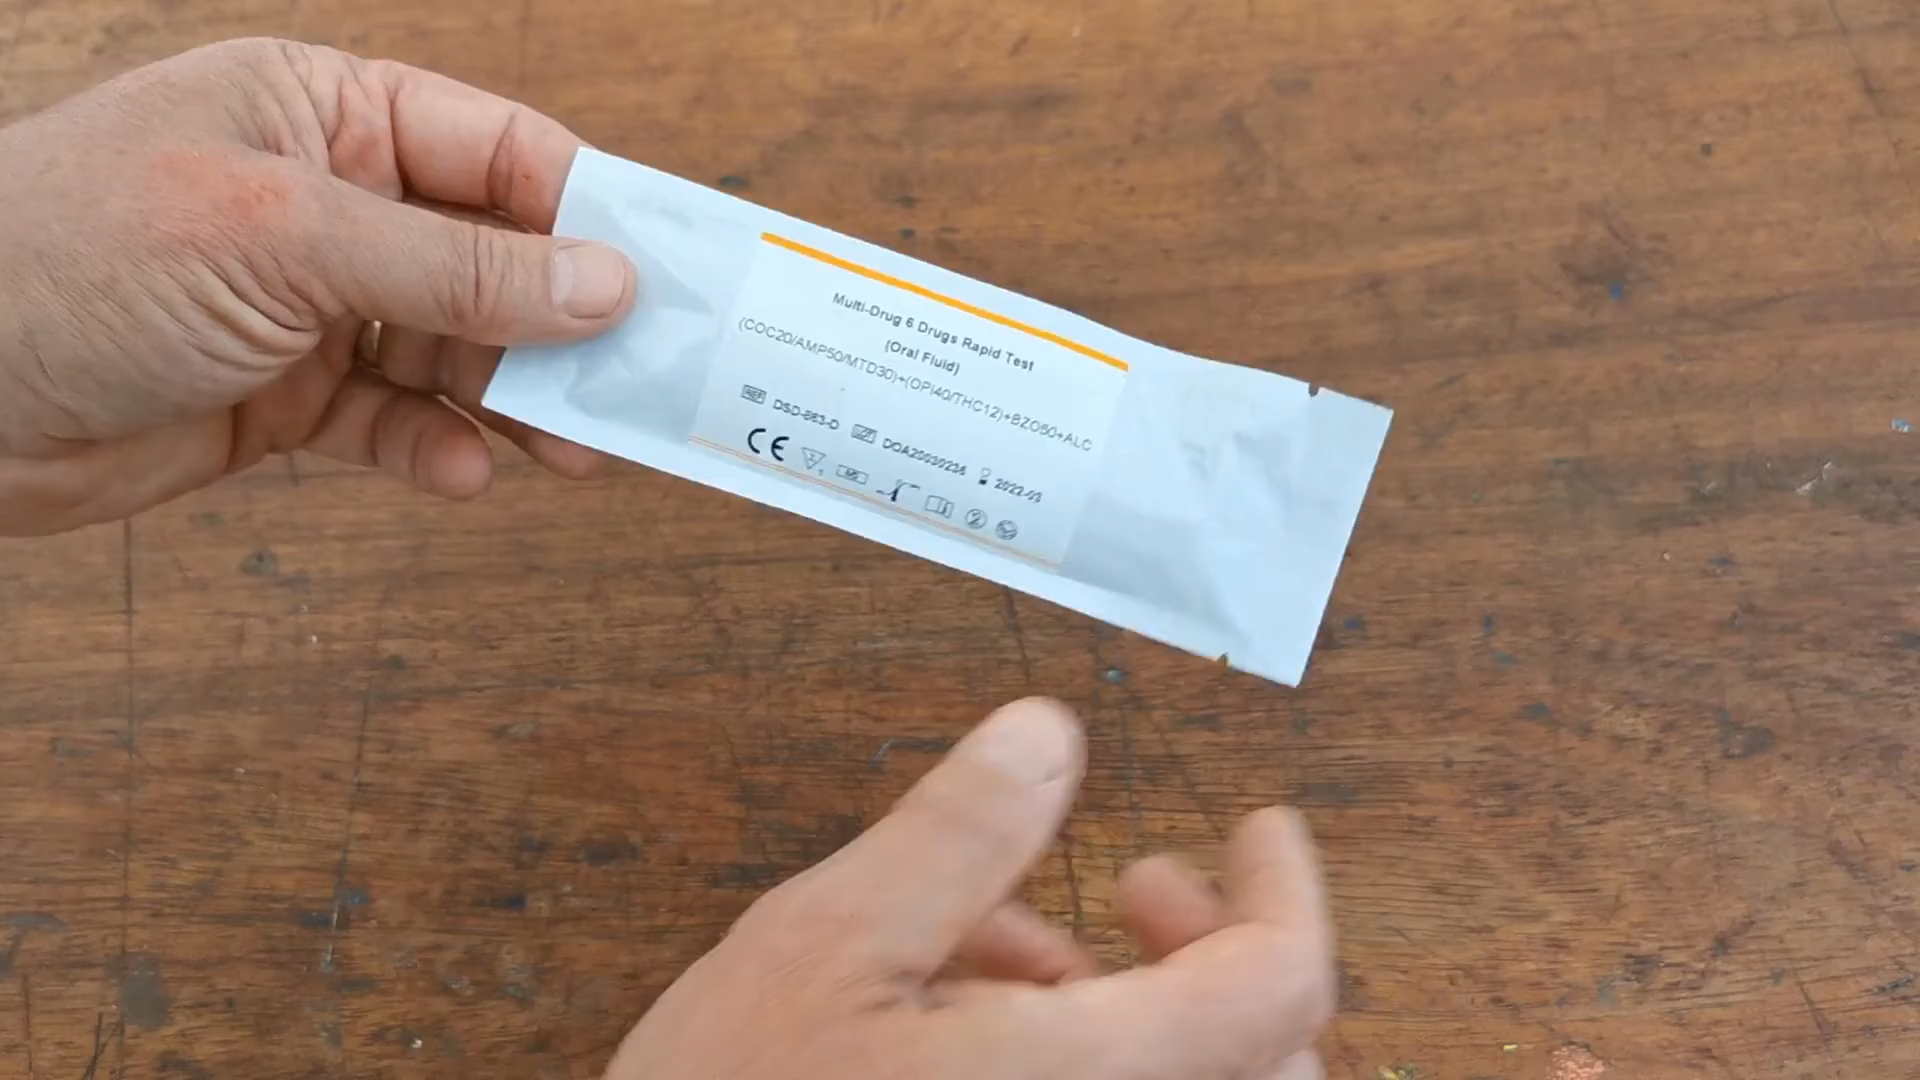 Multi-Drug 6 Drugs Rapid Test
(Oral Fluid)
(COC20/AMP50/MTD30)+(OPI40/THC12)+BZO50+ALC
REF DSD-863-D LOT DOA20030236 2022-03
CE